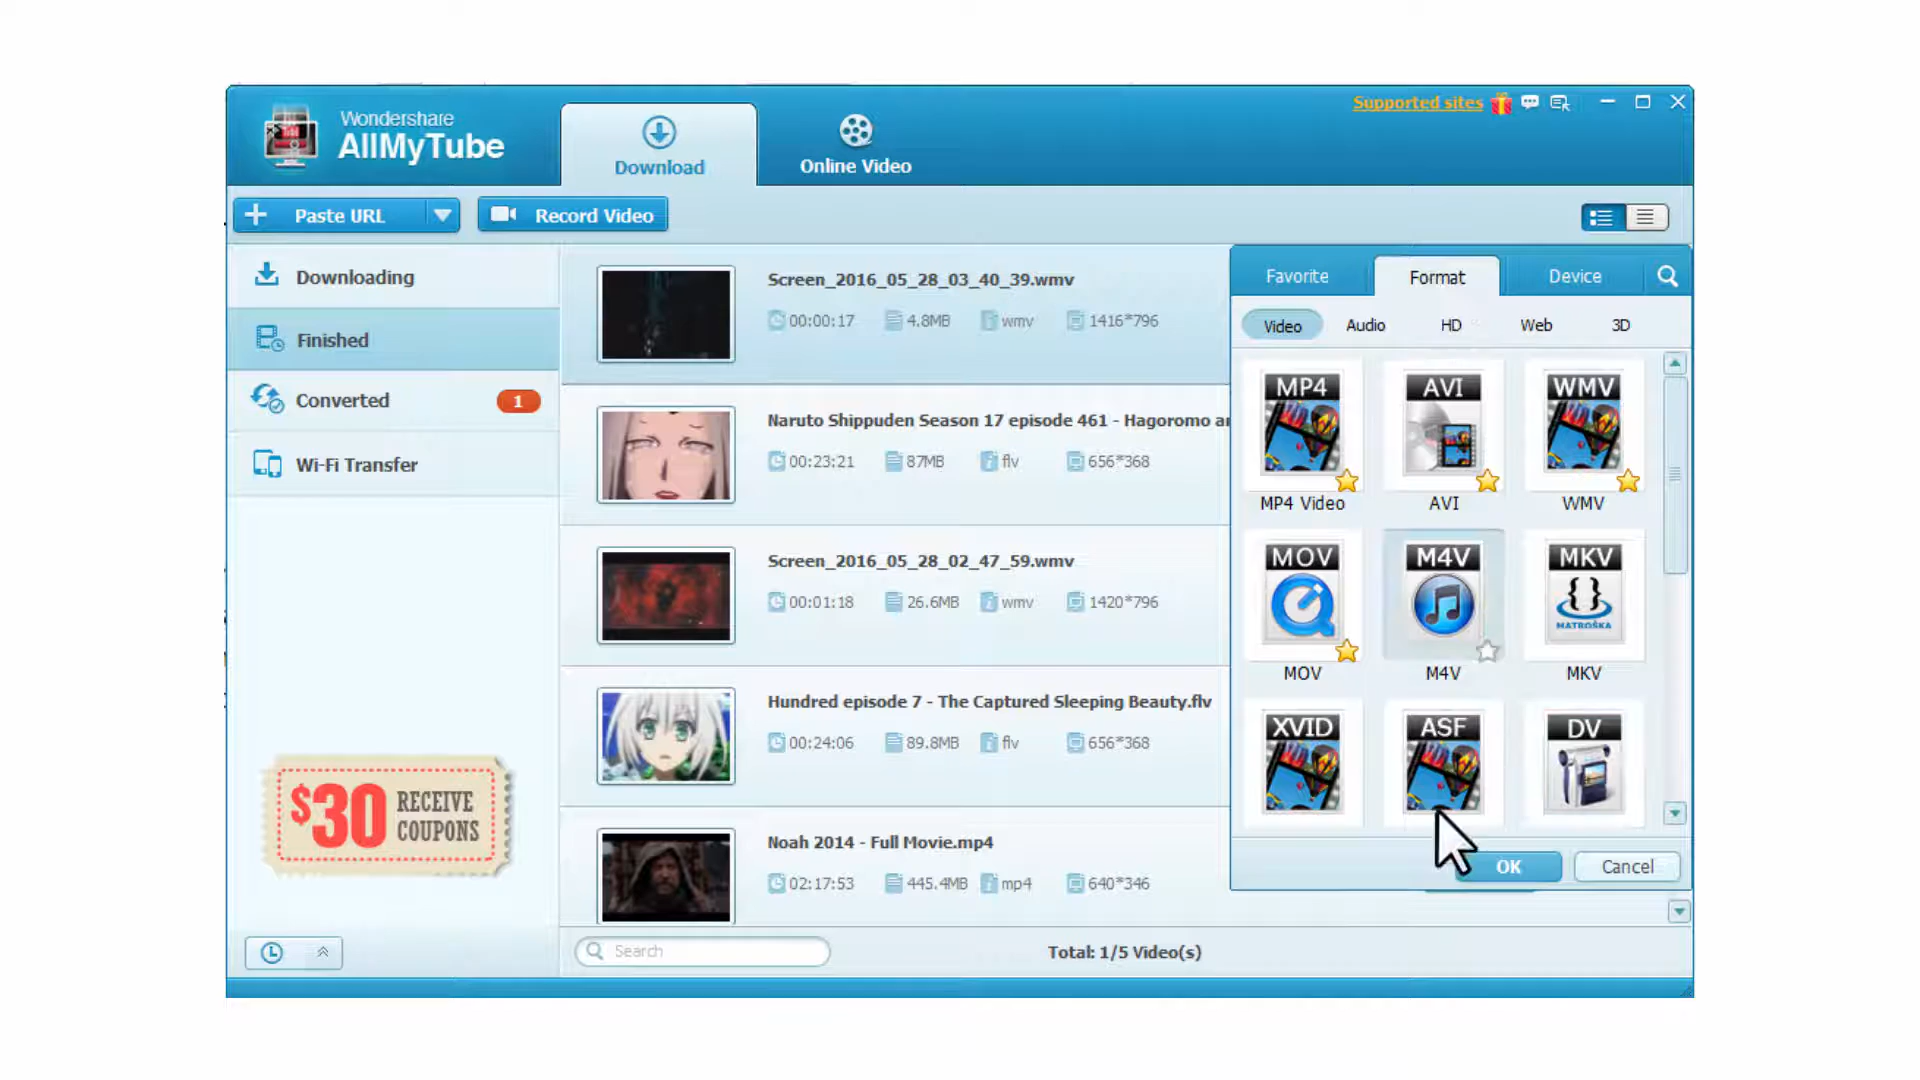 Wondershare
AllMyTube
Download
Online Video
Supported sites
Paste URL
Record Video
Downloading
Finished
Converted 1
Wi-Fi Transfer
$30 RECEIVE
COUPONS
Screen_2016_05_28_03_40_39.wmv
00:00:17 4.8MB wmv 1416*796
Naruto Shippuden Season 17 episode 461 - Hagoromo
00:23:21 87MB flv 656*368
Screen_2016_05_28_02_47_59.wmv
00:01:18 26.6MB wmv 1420*796
Hundred episode 7 - The Captured Sleeping Beauty.flv
00:24:06 89.8MB flv 656*368
Noah 2014 - Full Movie.mp4
02:17:53 445.4MB mp4 640*346
Search
Total: 1/5 Video(s)
Favorite Format Device
Video Audio HD Web 3D
MP4 AVI WMV
MP4 Video AVI WMV
MOV M4V MKV
MATROŠKA
MOV M4V MKV
XVID ASF DV
OK Cancel